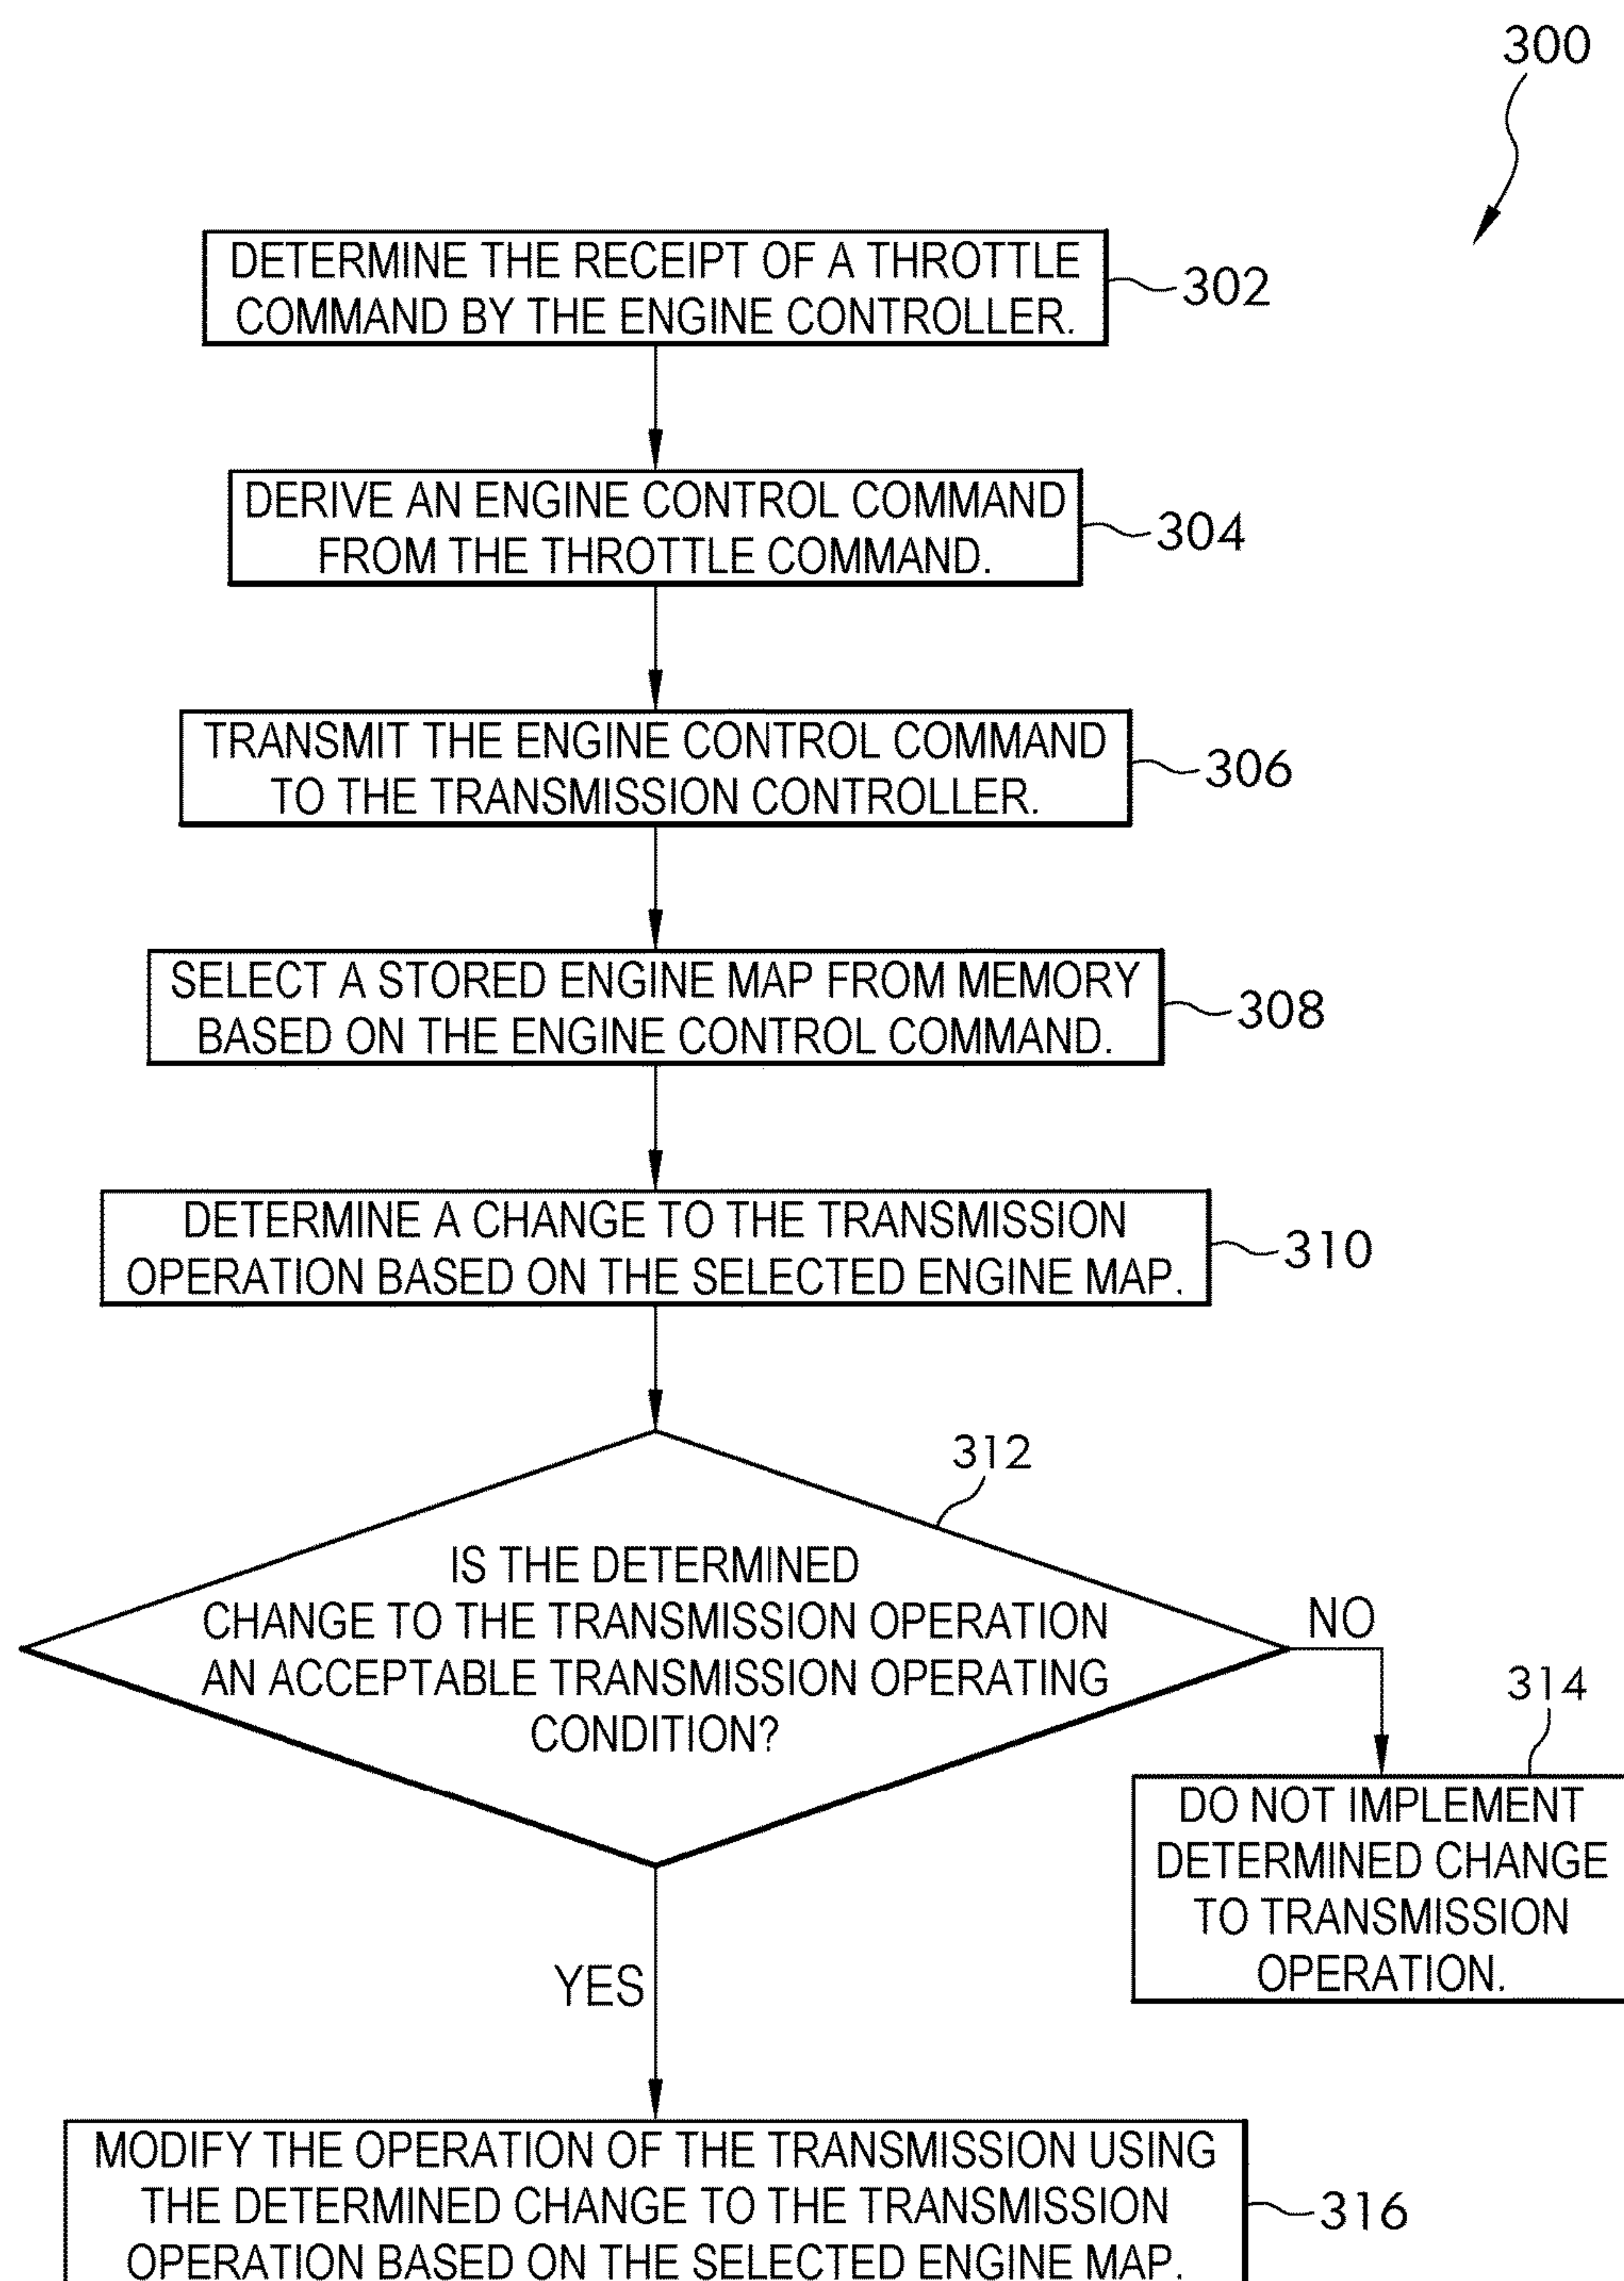 300
DETERMINE THE RECEIPT OF A THROTTLE
COMMAND BY THE ENGINE CONTROLLER.
302
DERIVE AN ENGINE CONTROL COMMAND
FROM THE THROTTLE COMMAND.
304
TRANSMIT THE ENGINE CONTROL COMMAND
TO THE TRANSMISSION CONTROLLER.
306
SELECT A STORED ENGINE MAP FROM MEMORY
BASED ON THE ENGINE CONTROL COMMAND.
308
DETERMINE A CHANGE TO THE TRANSMISSION
OPERATION BASED ON THE SELECTED ENGINE MAP.
310
312
IS THE DETERMINED
CHANGE TO THE TRANSMISSION OPERATION
AN ACCEPTABLE TRANSMISSION OPERATING
CONDITION?
NO
314
DO NOT IMPLEMENT
DETERMINED CHANGE
TO TRANSMISSION
OPERATION.
YES
MODIFY THE OPERATION OF THE TRANSMISSION USING
THE DETERMINED CHANGE TO THE TRANSMISSION
OPERATION BASED ON THE SELECTED ENGINE MAP.
316